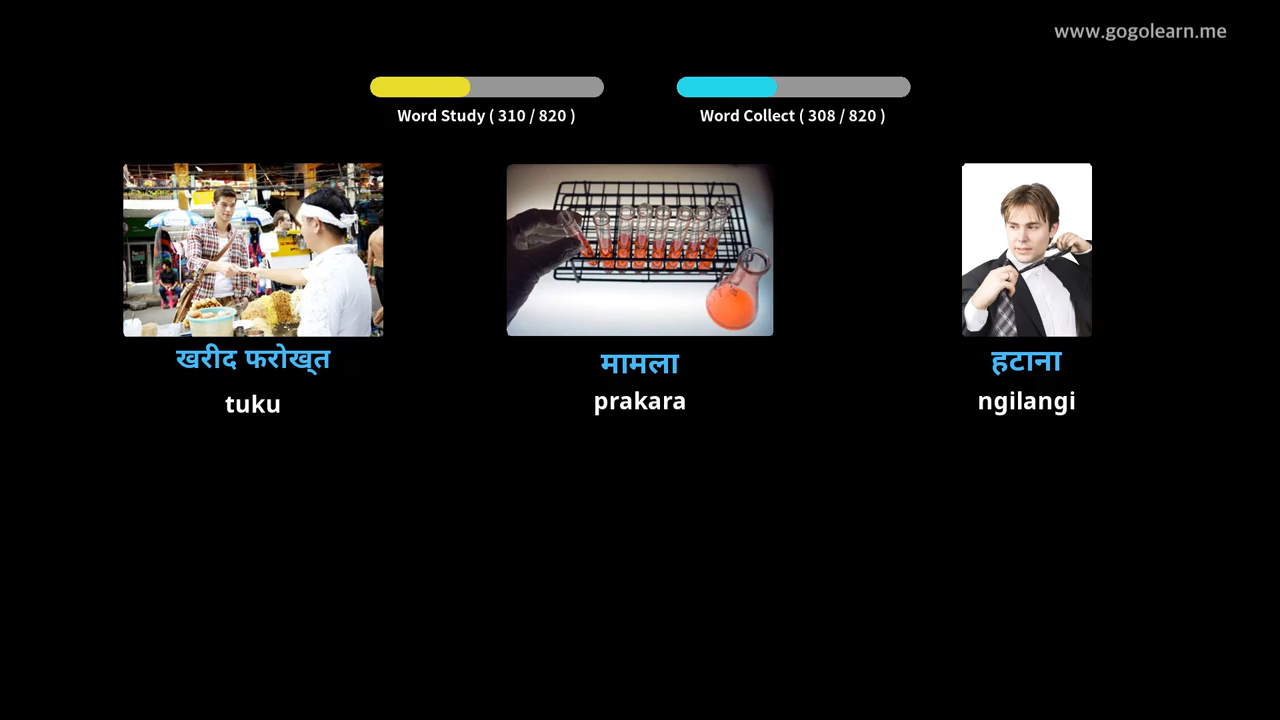 www.gogolearn.me
Word Study ( 310 / 820 )
Word Collect ( 308 / 820 )
खरीद फरोख्त
मामला
हटाना
tuku
prakara
ngilangi